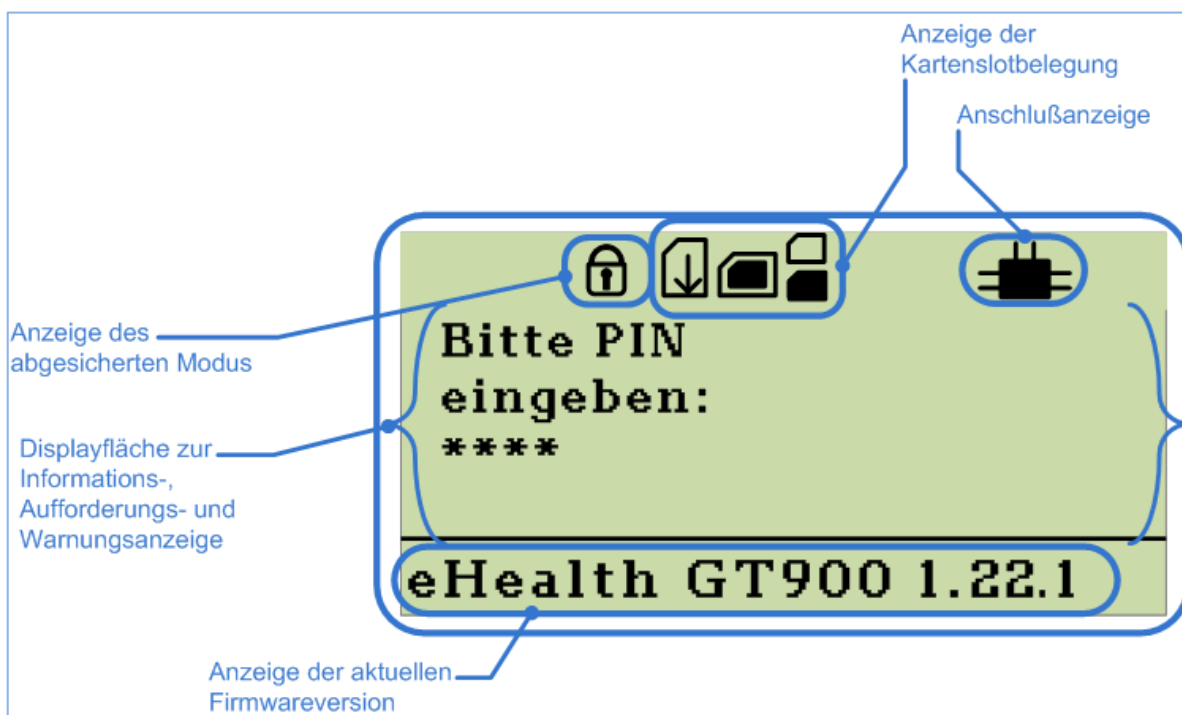 Anzeige der
Kartenslotbelegung
Anschlußanzeige
Anzeige des
abgesicherten Modus
Bitte PIN
eingeben:
****
Displayfläche zur
Informations-,
Aufforderungs- und
Warnungsanzeige
eHealth GT900 1.22.1
Anzeige der aktuellen
Firmwareversion